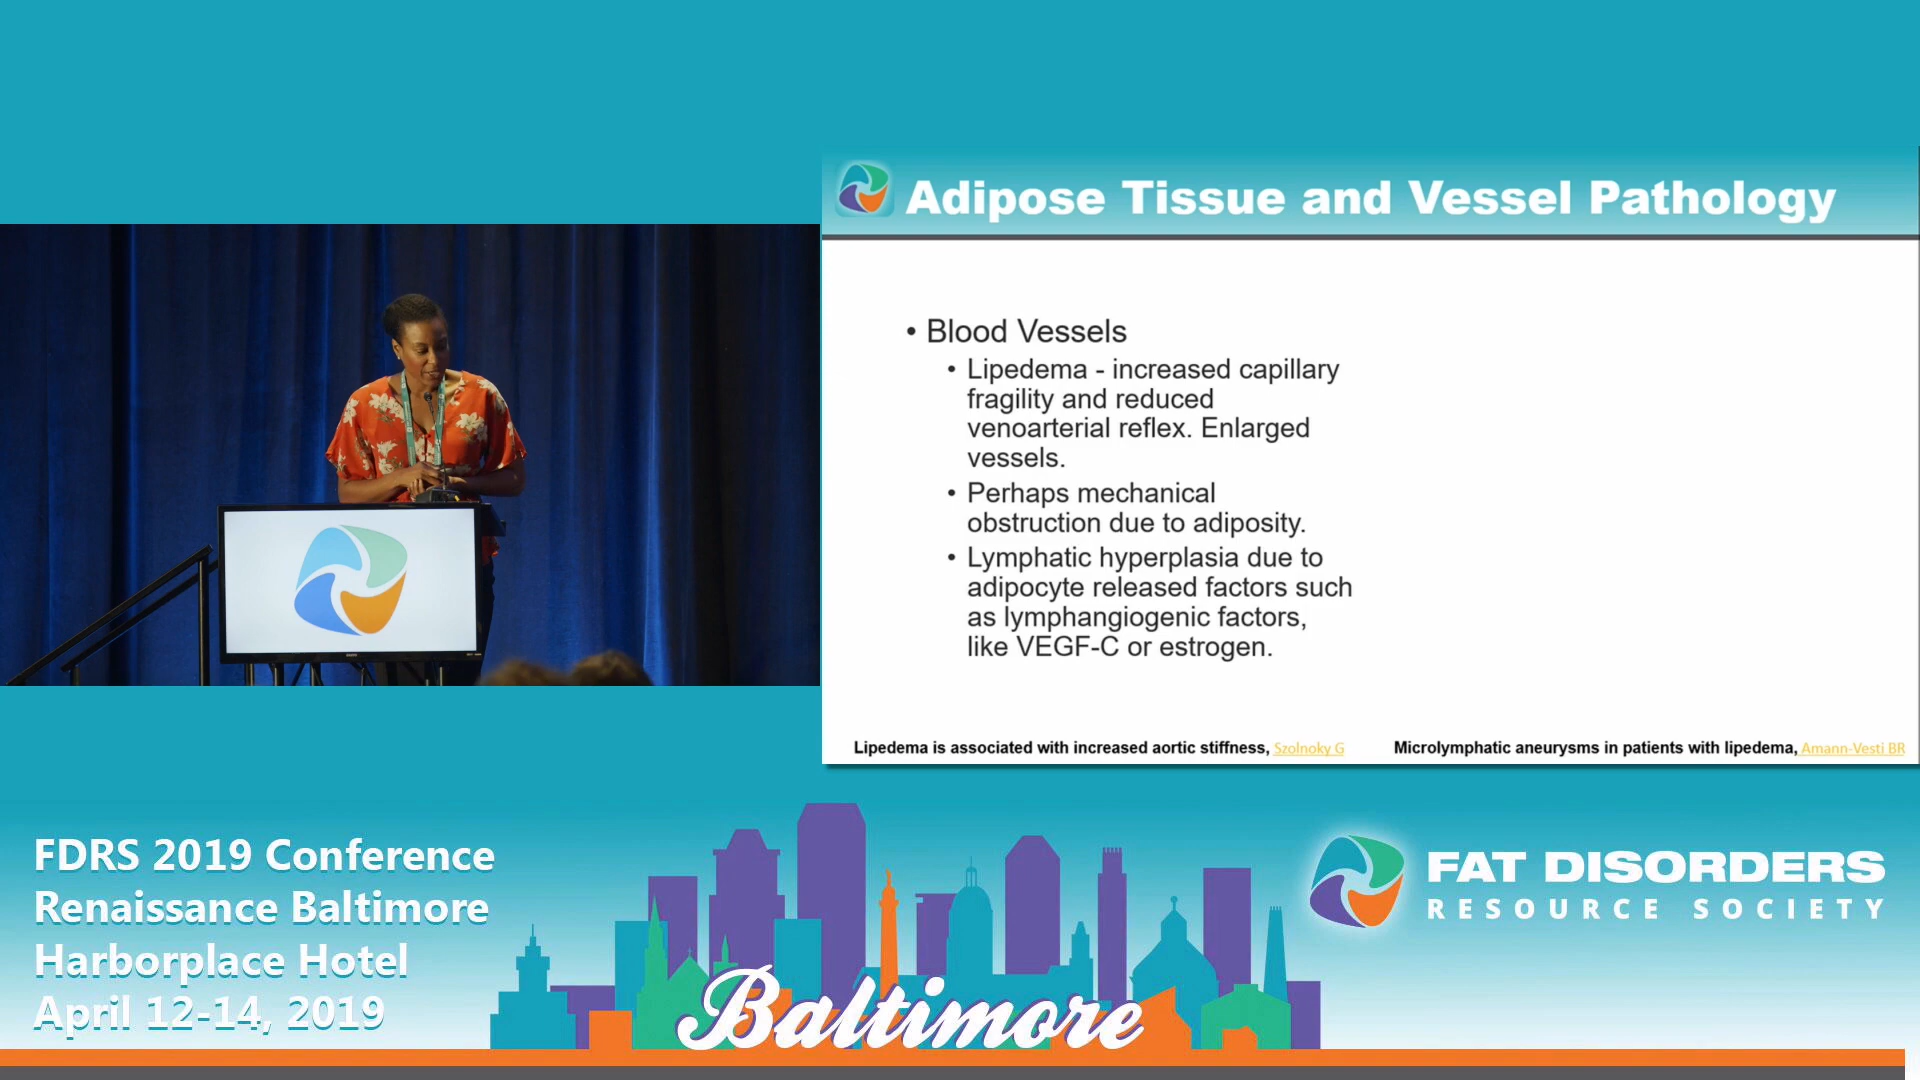 Adipose Tissue and Vessel Pathology
• Blood Vessels
• Lipedema - increased capillary
fragility and reduced
venoarterial reflex. Enlarged
vessels.
• Perhaps mechanical
obstruction due to adiposity.
• Lymphatic hyperplasia due to
adipocyte released factors such
as lymphangiogenic factors,
like VEGF-C or estrogen.
Lipedema is associated with increased aortic stiffness, Szolnoky G
Microlymphatic aneurysms in patients with lipedema, Amann-Vesti BR
FDRS 2019 Conference
Renaissance Baltimore
Harborplace Hotel
April 12-14, 2019
Baltimore
FAT DISORDERS
RESOURCE SOCIETY